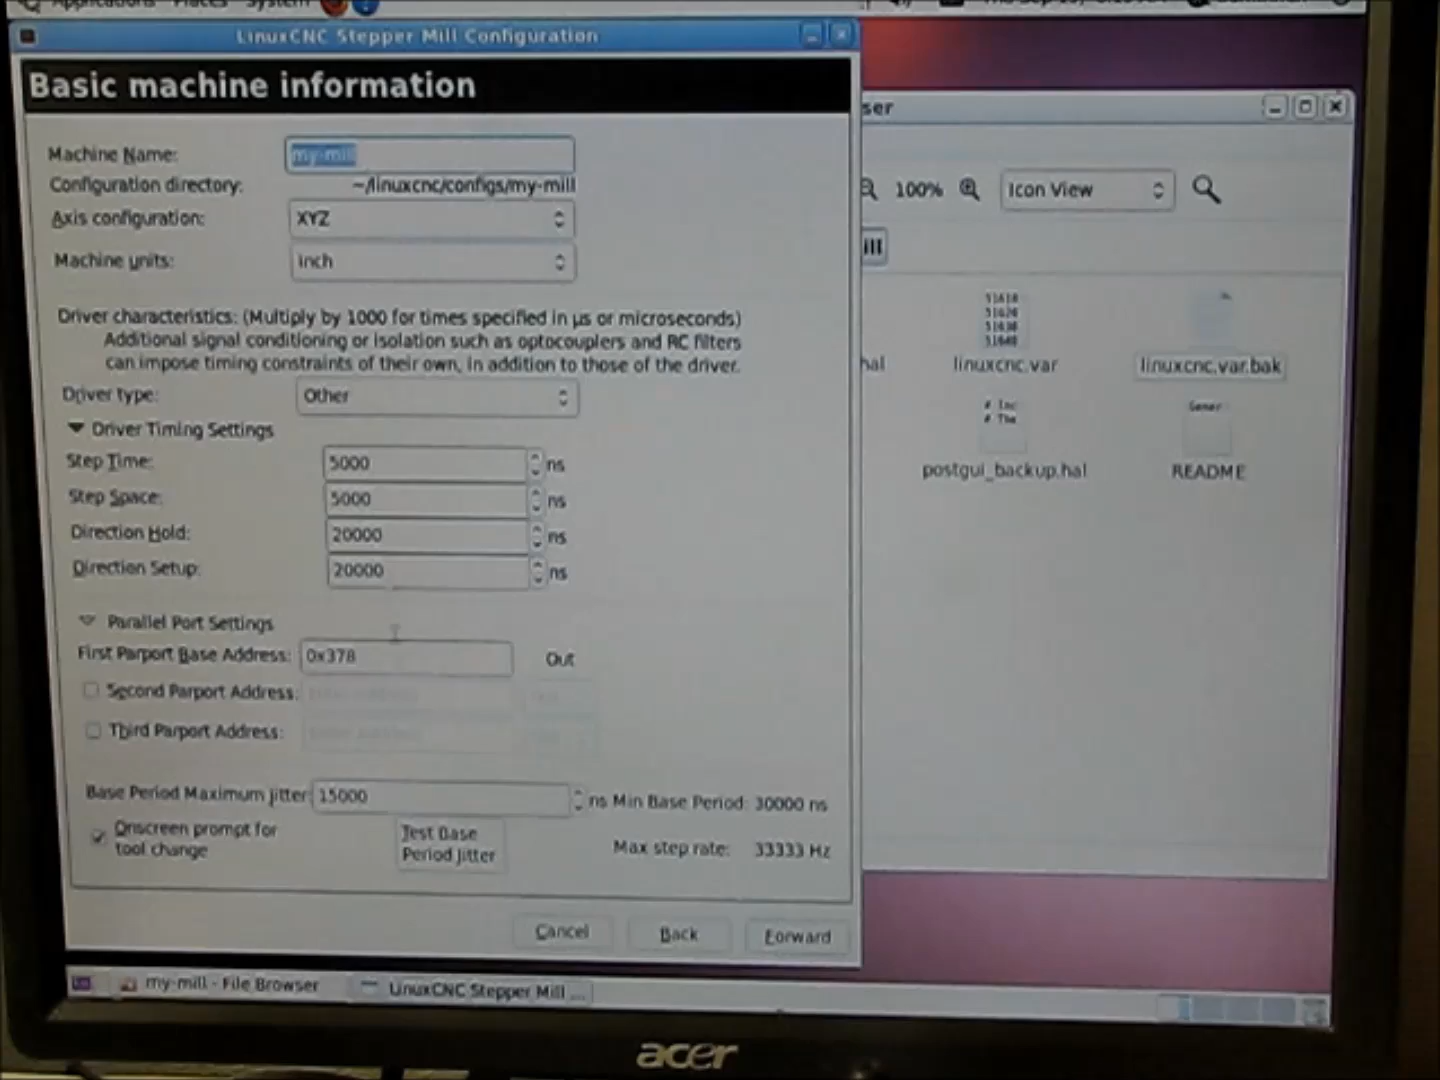 Applications Places System
LinuxCNC Stepper Mill Configuration
Basic machine information
Machine Name: my-mill
Configuration directory: ~/linuxcnc/configs/my-mill
Axis configuration: XYZ
Machine units: Inch
Driver characteristics: (Multiply by 1000 for times specified in µs or microseconds)
Additional signal conditioning or isolation such as optocouplers and RC filters
can impose timing constraints of their own, in addition to those of the driver.
Driver type: Other
Driver Timing Settings
Step Time: 5000 ns
Step Space: 5000 ns
Direction Hold: 20000 ns
Direction Setup: 20000 ns
Parallel Port Settings
First Parport Base Address: 0x378 Out
Second Parport Address:
Third Parport Address:
Base Period Maximum Jitter: 15000 ns Min Base Period: 30000 ns
Onscreen prompt for
tool change
Test Base
Period Jitter
Max step rate: 33333 Hz
Cancel Back Forward
ser
100% Icon View
ill
hal linuxcnc.var linuxcnc.var.bak
postgui_backup.hal README
my-mill - File Browser LinuxCNC Stepper Mill ...
acer